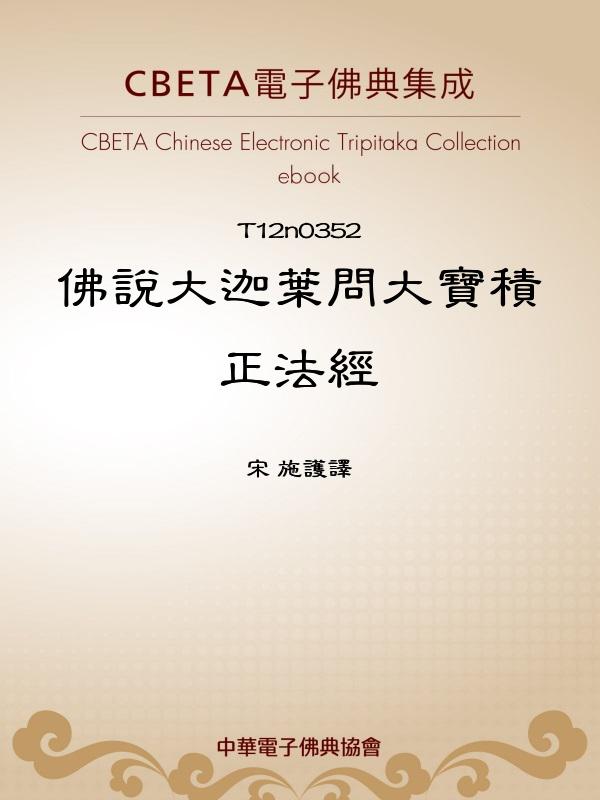 CBETA電子佛典集成
CBETA Chinese Electronic Tripitaka Collection
ebook
T12n0352
佛說大迦葉問大寶積
正法經
宋 施護譯
中華電子佛典協會